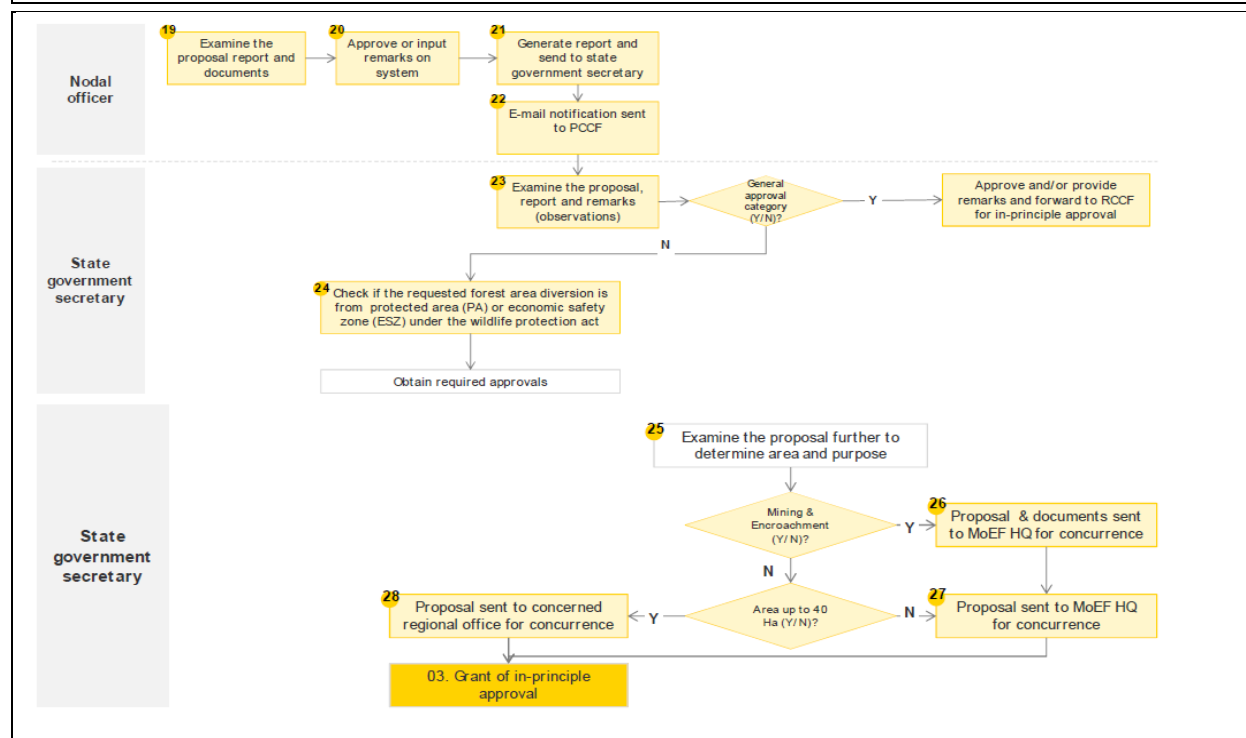 Nodal
officer
19
Examine the
proposal report and
documents
20
Approve or input
remarks on
system
21
Generate report and
send to state
government secretary
22
E-mail notification sent
to PCCF
State
government
secretary
23
Examine the proposal,
report and remarks
(observations)
General
approval
category
(Y/N)?
Y
Approve and/or provide
remarks and forward to RCCF
for in-principle approval
N
24
Check if the requested forest area diversion is
from protected area (PA) or economic safety
zone (ESZ) under the wildlife protection act
Obtain required approvals
State
government
secretary
25
Examine the proposal further to
determine area and purpose
Mining &
Encroachment
(Y/N)?
Y
26
Proposal & documents sent
to MoEF HQ for concurrence
N
Area up to 40
Ha (Y/N)?
N
27
Proposal sent to MoEF HQ
for concurrence
Y
28
Proposal sent to concerned
regional office for concurrence
03. Grant of in-principle
approval